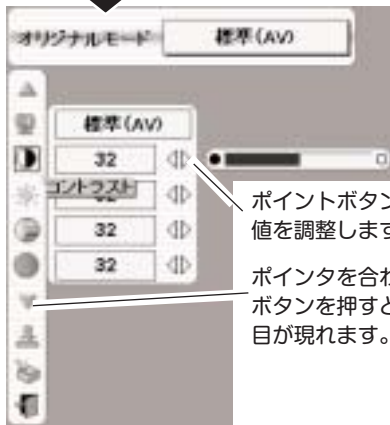 オリジナルモード 標準(AV)
標準(AV)
32
コントラスト
32
32
ポイントボタン
値を調整します
ポインタを合わ
ボタンを押すと
目が現れます。